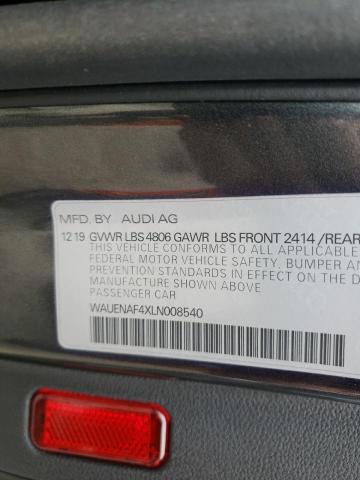 MFD. BY AUDI AG
12 19 GVWR LBS 4806 GAWR LBS FRONT 2414 / REAR
THIS VEHICLE CONFORMS TO ALL APPLICABLE
FEDERAL MOTOR VEHICLE SAFETY, BUMPER AN
STANDARDS IN EFFECT ON THE D
MANUFACTURE SHOWN ABOVE
PASSENGER CAR
WAUENAF4XLN008540